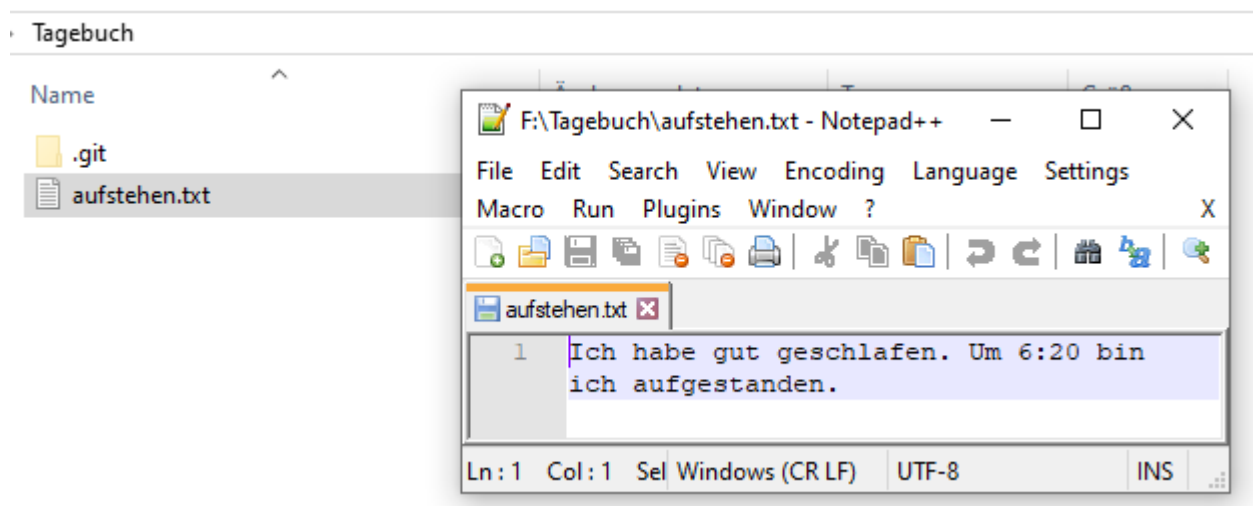 Tagebuch
Name
.git
aufstehen.txt
F:\Tagebuch\aufstehen.txt - Notepad++
File Edit Search View Encoding Language Settings
Macro Run Plugins Window ? X
aufstehen.txt
1 Ich habe gut geschlafen. Um 6:20 bin
ich aufgestanden.
Ln : 1 Col : 1 Sel Windows (CR LF) UTF-8 INS